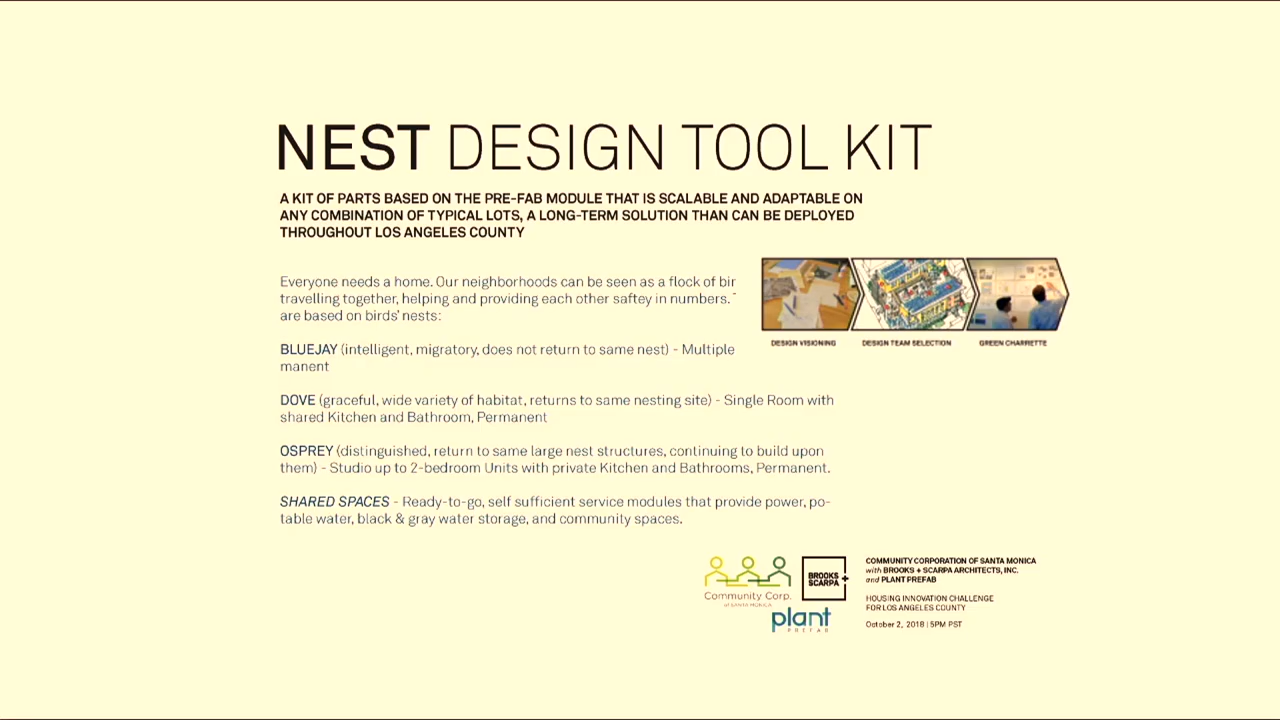 NEST DESIGN TOOL KIT
A KIT OF PARTS BASED ON THE PRE-FAB MODULE THAT IS SCALABLE AND ADAPTABLE ON
ANY COMBINATION OF TYPICAL LOTS, A LONG-TERM SOLUTION THAN CAN BE DEPLOYED
THROUGHOUT LOS ANGELES COUNTY
Everyone needs a home. Our neighborhoods can be seen as a flock of bir
travelling together, helping and providing each other saftey in numbers.
are based on birds' nests:
BLUEJAY (intelligent, migratory, does not return to same nest) - Multiple
manent
DOVE (graceful, wide variety of habitat, returns to same nesting site) - Single Room with
shared Kitchen and Bathroom, Permanent
OSPREY (distinguished, return to same large nest structures, continuing to build upon
them) - Studio up to 2-bedroom Units with private Kitchen and Bathrooms, Permanent.
SHARED SPACES - Ready-to-go, self sufficient service modules that provide power, po-
table water, black & gray water storage, and community spaces.
DESIGN VISIONING
DESIGN TEAM SELECTION
GREEN CHARRETTE
Community Corp.
of SANTA MONICA
BROOKS +
SCARPA
plant
PREFAB
COMMUNITY CORPORATION OF SANTA MONICA
with BROOKS + SCARPA ARCHITECTS, INC.
and PLANT PREFAB
HOUSING INNOVATION CHALLENGE
FOR LOS ANGELES COUNTY
October 2, 2018 | 5PM PST